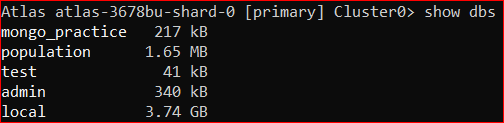 Atlas atlas-3678bu-shard-0 [primary] Cluster0> show dbs
mongo_practice   217 kB
population      1.65 MB
test              41 kB
admin            340 kB
local           3.74 GB